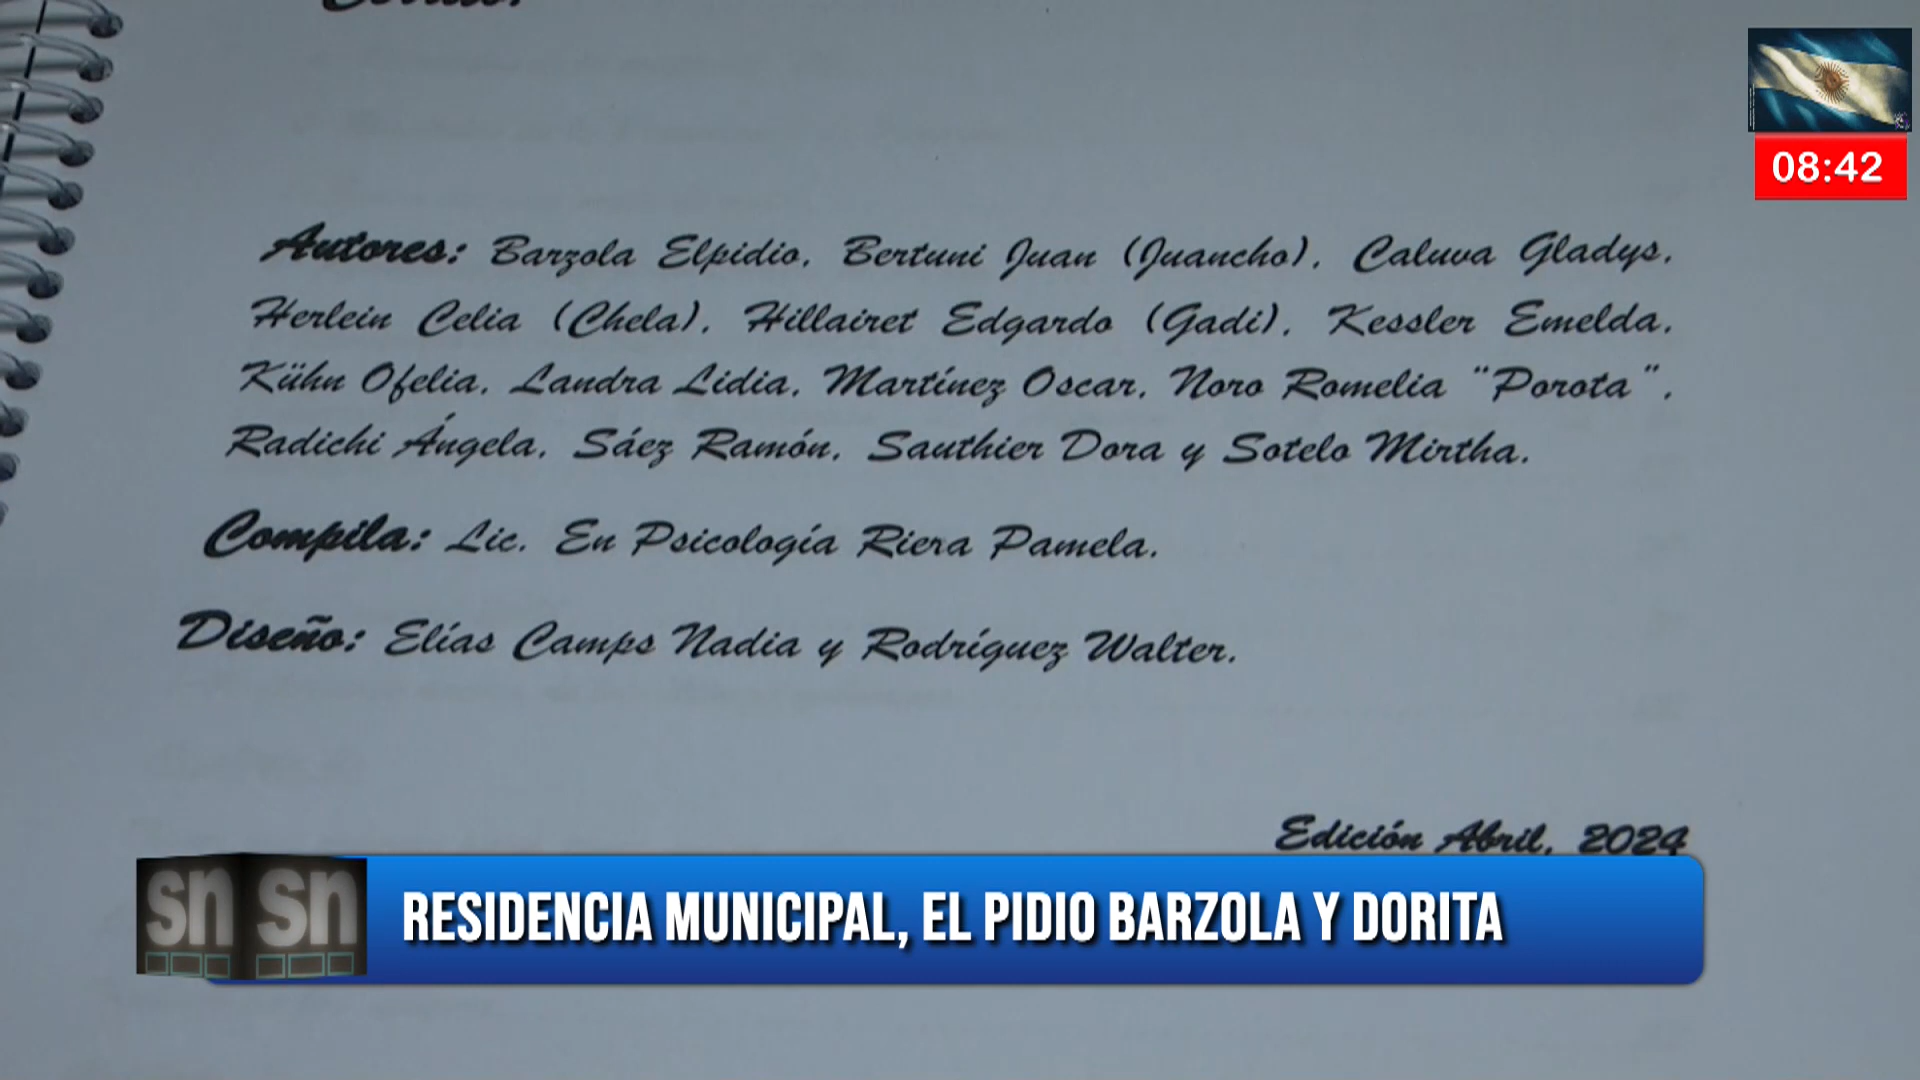 08:42
Autores: Barzola Elpidio, Bertuni Juan (Juancho), Caluva Gladys,
Herlein Celia (Chela), Hillairet Edgardo (Gadi), Kessler Emelda,
Kühn Ofelia, Landra Lidia, Martínez Oscar, Noro Romelia "Porota",
Radichi Ángela, Sáez Ramón, Sauthier Dora y Sotelo Mirtha.
Compila: Lic. En Psicología Riera Pamela.
Diseño: Elías Camps Nadia y Rodríguez Walter.
Edición Abril, 2024
sn sn
RESIDENCIA MUNICIPAL, EL PIDIO BARZOLA Y DORITA